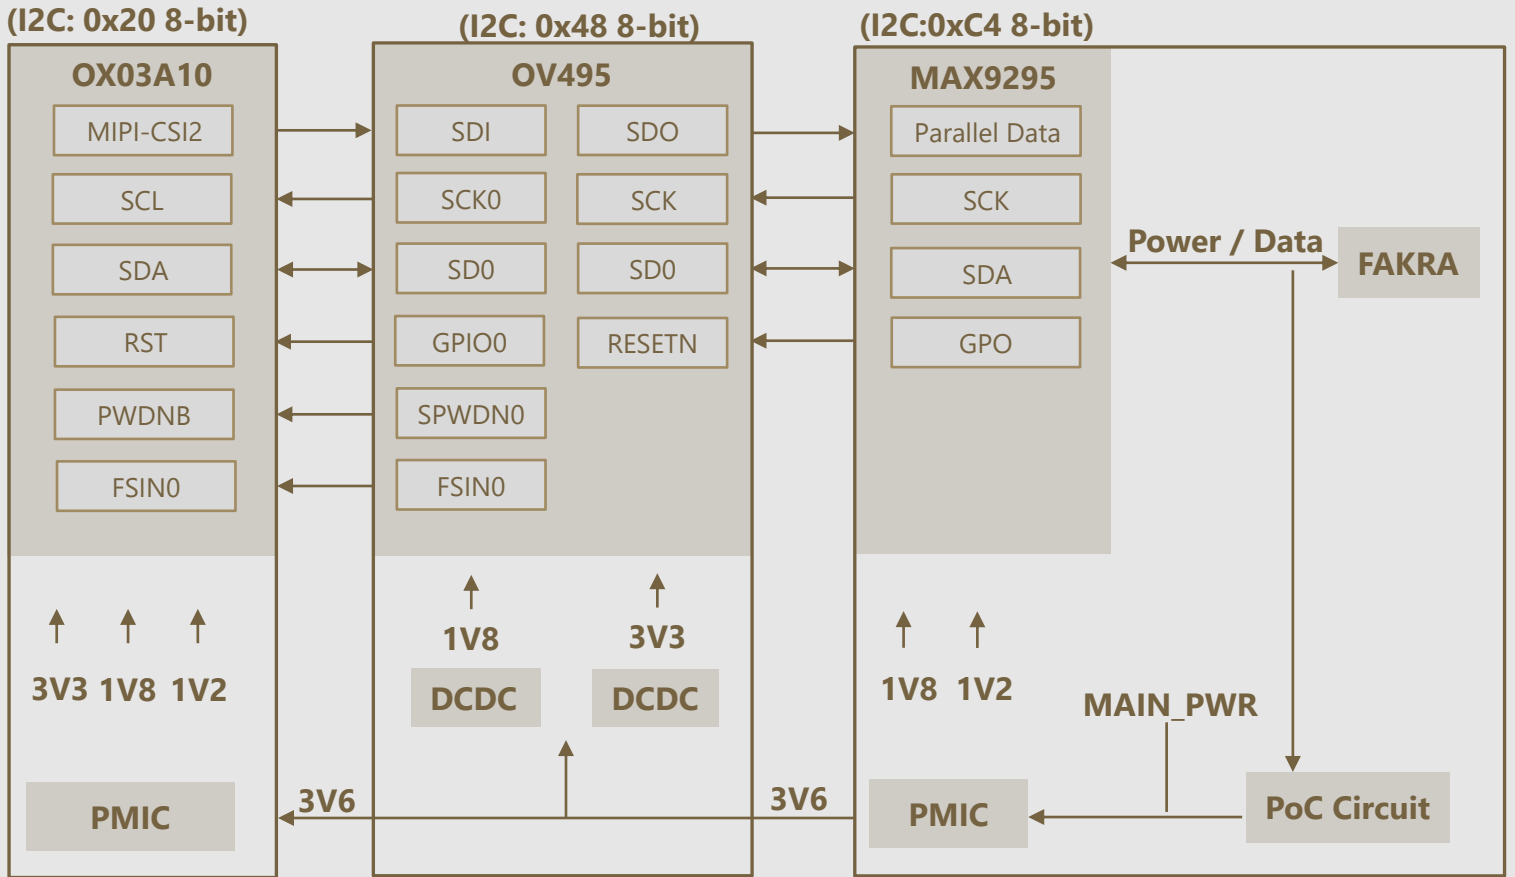 (I2C: 0x20 8-bit)
OX03A10
MIPI-CSI2
SCL
SDA
RST
PWDNB
FSIN0
3V3 1V8 1V2
PMIC
3V6
(I2C: 0x48 8-bit)
OV495
SDI SDO
SCK0 SCK
SD0 SD0
GPIO0 RESETN
SPWDN0
FSIN0
1V8 3V3
DCDC DCDC
3V6
(I2C:0xC4 8-bit)
MAX9295
Parallel Data
SCK
SDA
GPO
Power / Data
FAKRA
1V8 1V2
MAIN_PWR
PMIC
PoC Circuit